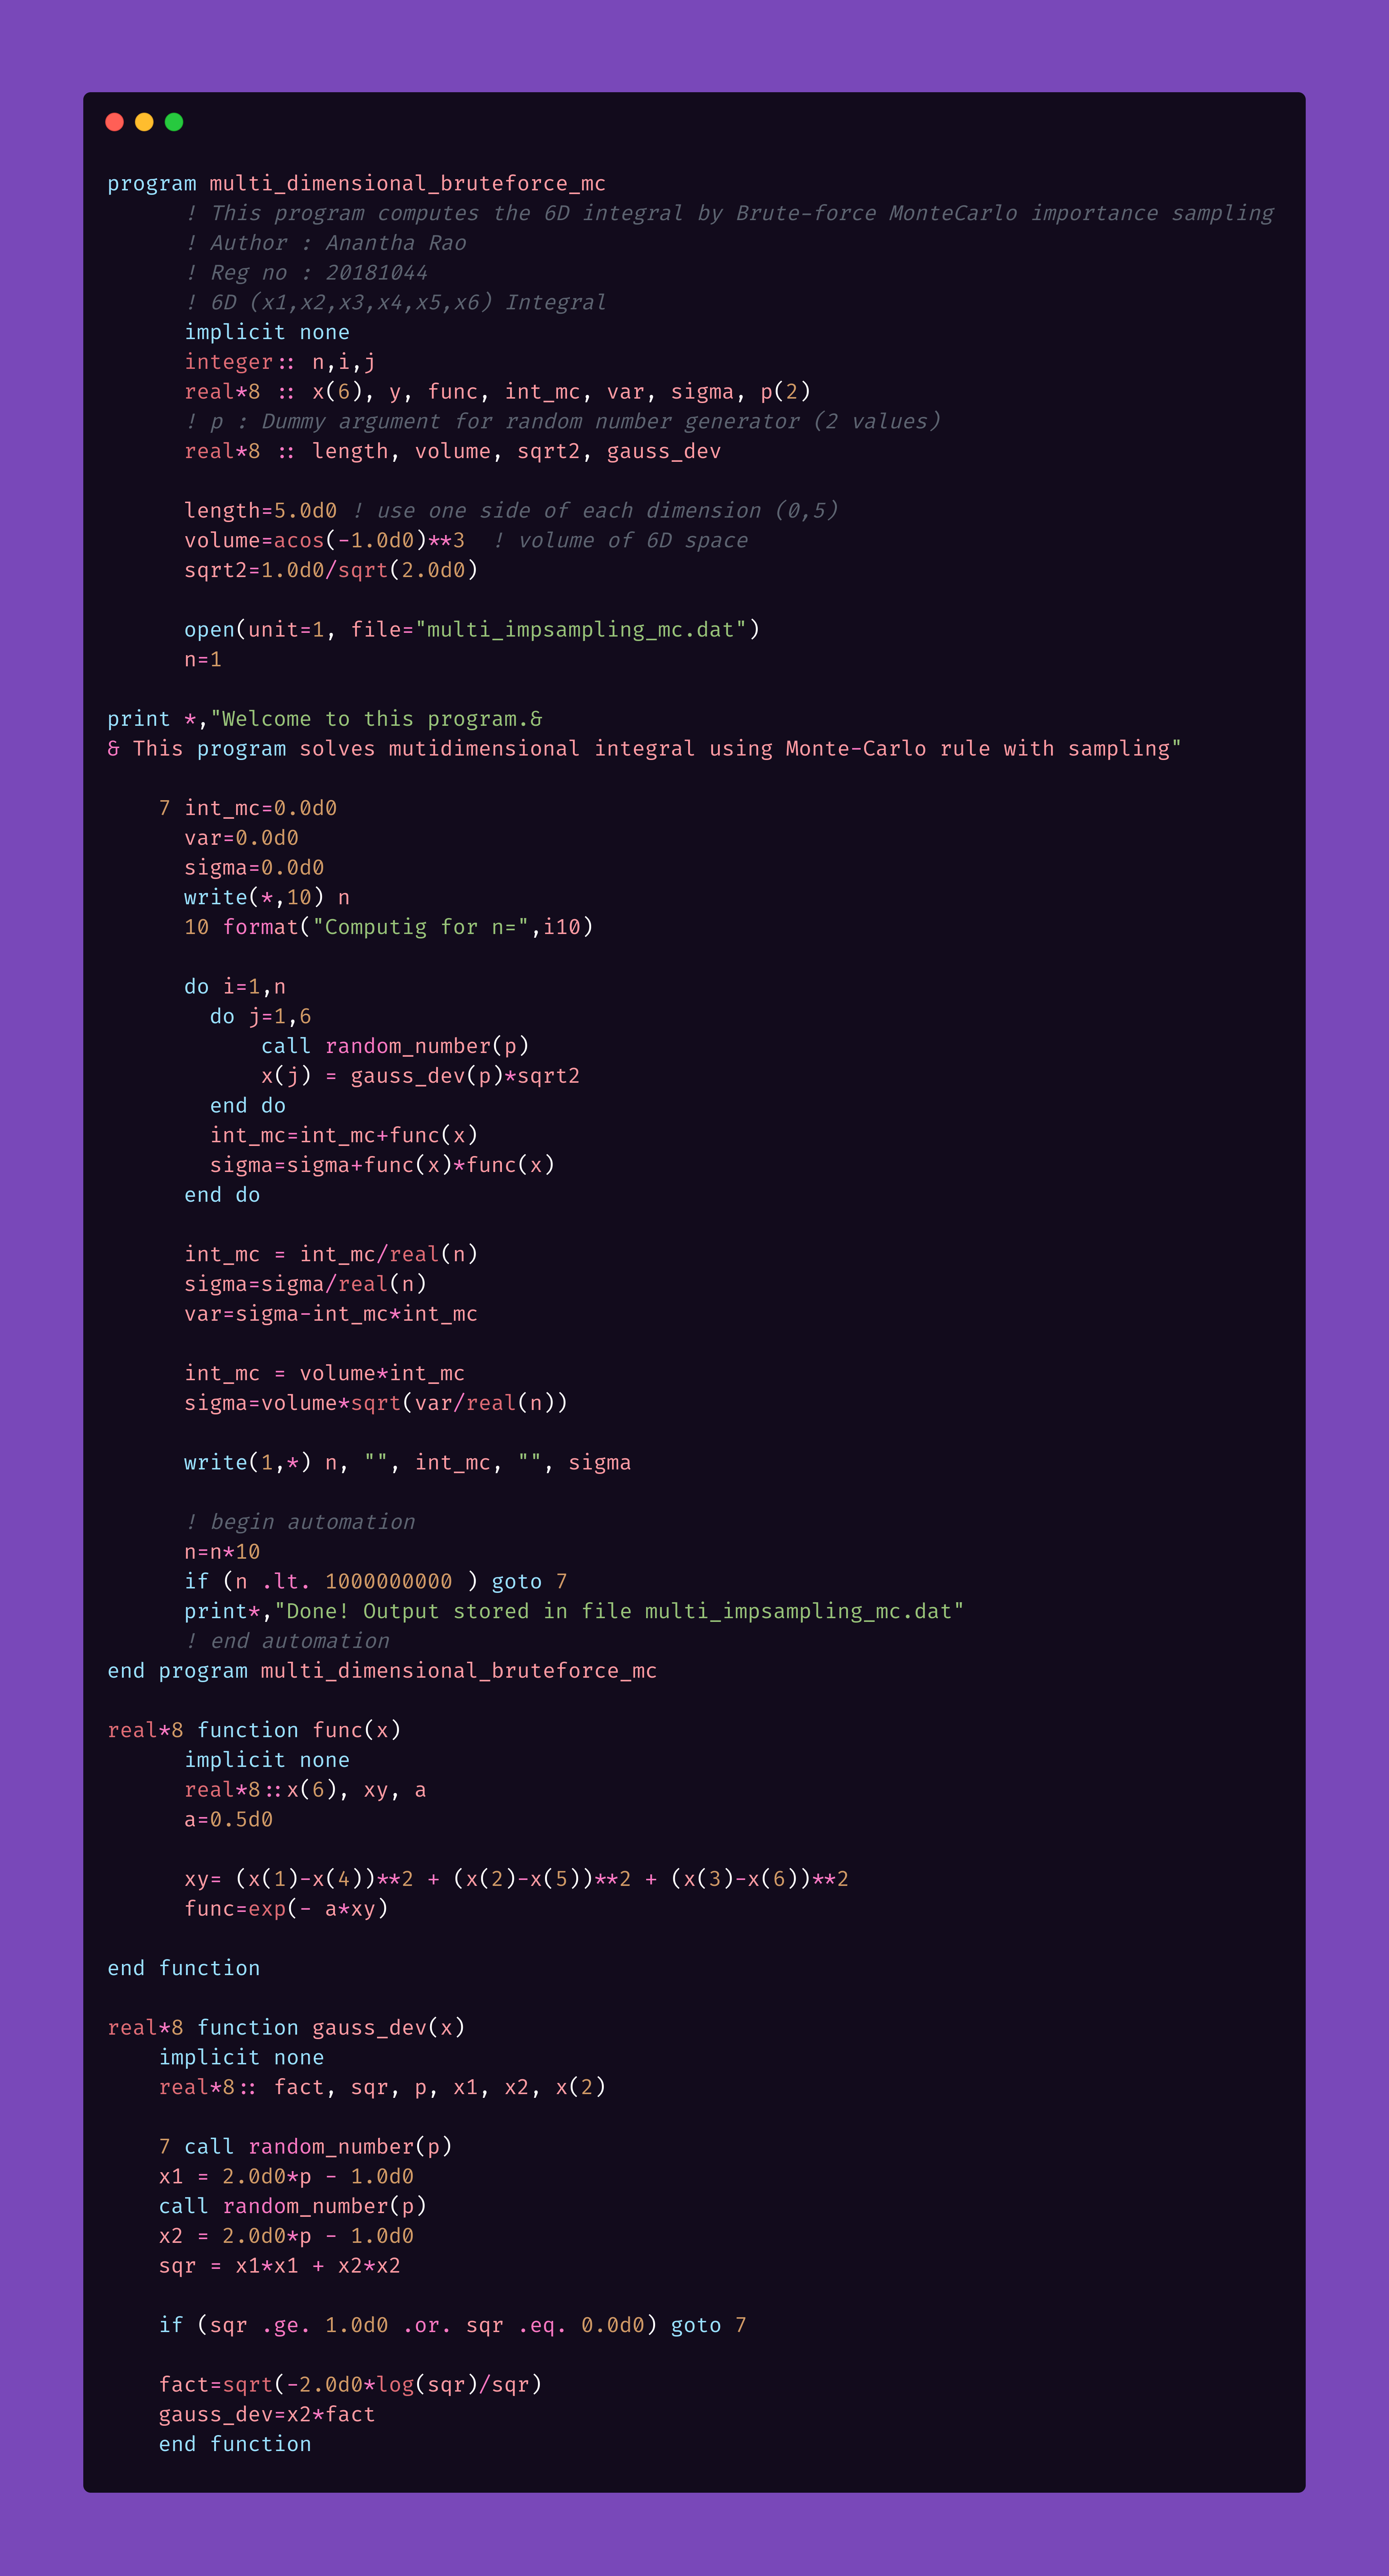 program multi_dimensional_bruteforce_mc
! This program computes the 6D integral by Brute-force MonteCarlo importance sampling
! Author : Anantha Rao
! Reg no : 20181044
! 6D (x1,x2,x3,x4,x5,x6) Integral
implicit none
integer:: n,i,j
real*8 :: x(6), y, func, int_mc, var, sigma, p(2)
! p : Dummy argument for random number generator (2 values)
real*8 :: length, volume, sqrt2, gauss_dev
length=5.0d0 ! use one side of each dimension (0,5)
volume=acos(-1.0d0)**3  ! volume of 6D space
sqrt2=1.0d0/sqrt(2.0d0)
open(unit=1, file="multi_impsampling_mc.dat")
n=1
print *,"Welcome to this program.&
& This program solves mutidimensional integral using Monte-Carlo rule with sampling"
7 int_mc=0.0d0
var=0.0d0
sigma=0.0d0
write(*,10) n
10 format("Computig for n=",i10)
do i=1,n
do j=1,6
call random_number(p)
x(j) = gauss_dev(p)*sqrt2
end do
int_mc=int_mc+func(x)
sigma=sigma+func(x)*func(x)
end do
int_mc = int_mc/real(n)
sigma=sigma/real(n)
var=sigma-int_mc*int_mc
int_mc = volume*int_mc
sigma=volume*sqrt(var/real(n))
write(1,*) n, "", int_mc, "", sigma
! begin automation
n=n*10
if (n .lt. 1000000000 ) goto 7
print*,"Done! Output stored in file multi_impsampling_mc.dat"
! end automation
end program multi_dimensional_bruteforce_mc
real*8 function func(x)
implicit none
real*8::x(6), xy, a
a=0.5d0
xy= (x(1)-x(4))**2 + (x(2)-x(5))**2 + (x(3)-x(6))**2
func=exp(- a*xy)
end function
real*8 function gauss_dev(x)
implicit none
real*8:: fact, sqr, p, x1, x2, x(2)
7 call random_number(p)
x1 = 2.0d0*p - 1.0d0
call random_number(p)
x2 = 2.0d0*p - 1.0d0
sqr = x1*x1 + x2*x2
if (sqr .ge. 1.0d0 .or. sqr .eq. 0.0d0) goto 7
fact=sqrt(-2.0d0*log(sqr)/sqr)
gauss_dev=x2*fact
end function